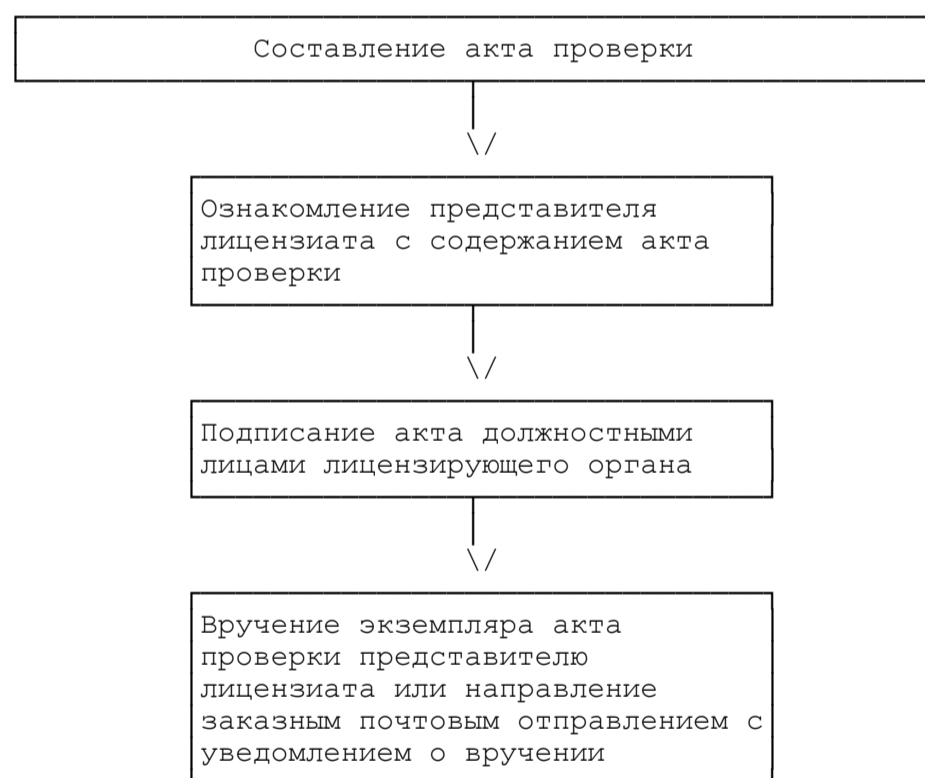 Составление акта проверки
Ознакомление представителя
лицензиата с содержанием акта
проверки
Подписание акта должностными
лицами лицензирующего органа
Вручение экземпляра акта
проверки представителю
лицензиата или направление
заказным почтовым отправлением с
уведомлением о вручении